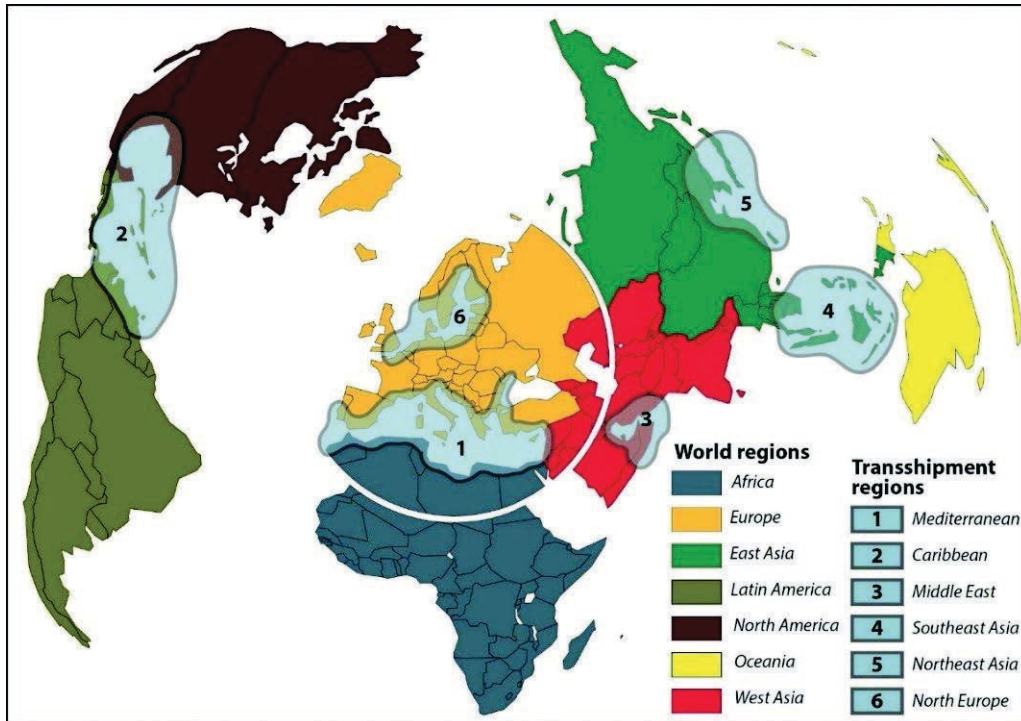 2
5
4
6
3
1
World regions
Africa
Europe
East Asia
Latin America
North America
Oceania
West Asia
Transshipment
regions
1 Mediterranean
2 Caribbean
3 Middle East
4 Southeast Asia
5 Northeast Asia
6 North Europe